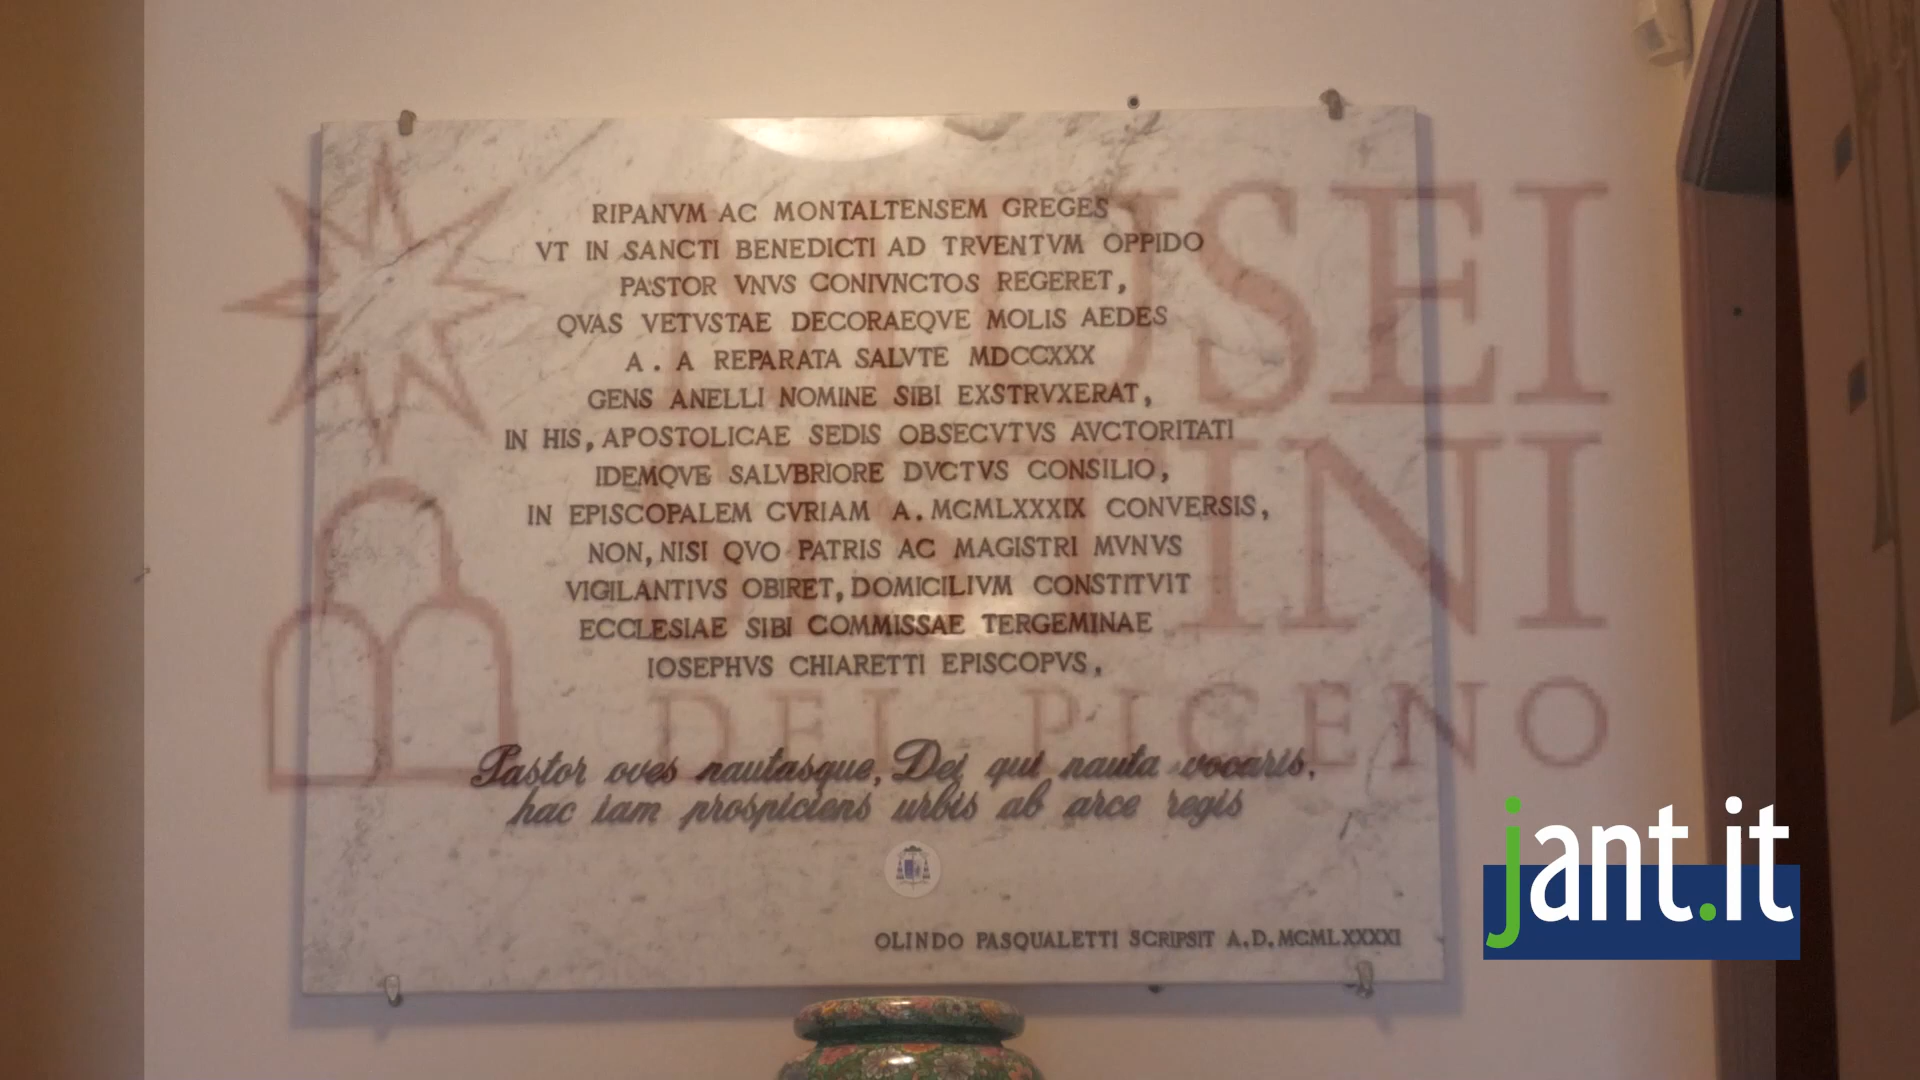 RIPANVM AC MONTALTENSEM GREGES
VT IN SANCTI BENEDICTI AD TRVENTVM OPPIDO
PASTOR VNVS CONIVNCTOS REGERET,
QVAS VETVSTAE DECORAEQVE MOLIS AEDES
A. A REPARATA SALVTE MDCCXXX
GENS ANELLI NOMINE SIBI EXSTRVXERAT,
IN HIS, APOSTOLICAE SEDIS OBSECVTVS AVCTORITATI
IDEMQVE SALVBRIORE DVCTVS CONSILIO,
IN EPISCOPALEM CVRIAM A. MCMLXXXIX CONVERSIS,
NON, NISI QVO PATRIS AC MAGISTRI MVNVS
VIGILANTIVS OBIRET, DOMICILIVM CONSTITVIT
ECCLESIAE SIBI COMMISSAE TERGEMINAE
IOSEPHVS CHIARETTI EPISCOPVS,
Pastor oves nautasque, Dei qui nauta vocaris,
hac iam prospiciens urbis ab arce regis
OLINDO PASQUALETTI SCRIPSIT A.D. MCMLXXXXI
MUSEI
SISTINI
DEL PICENO
jant.it